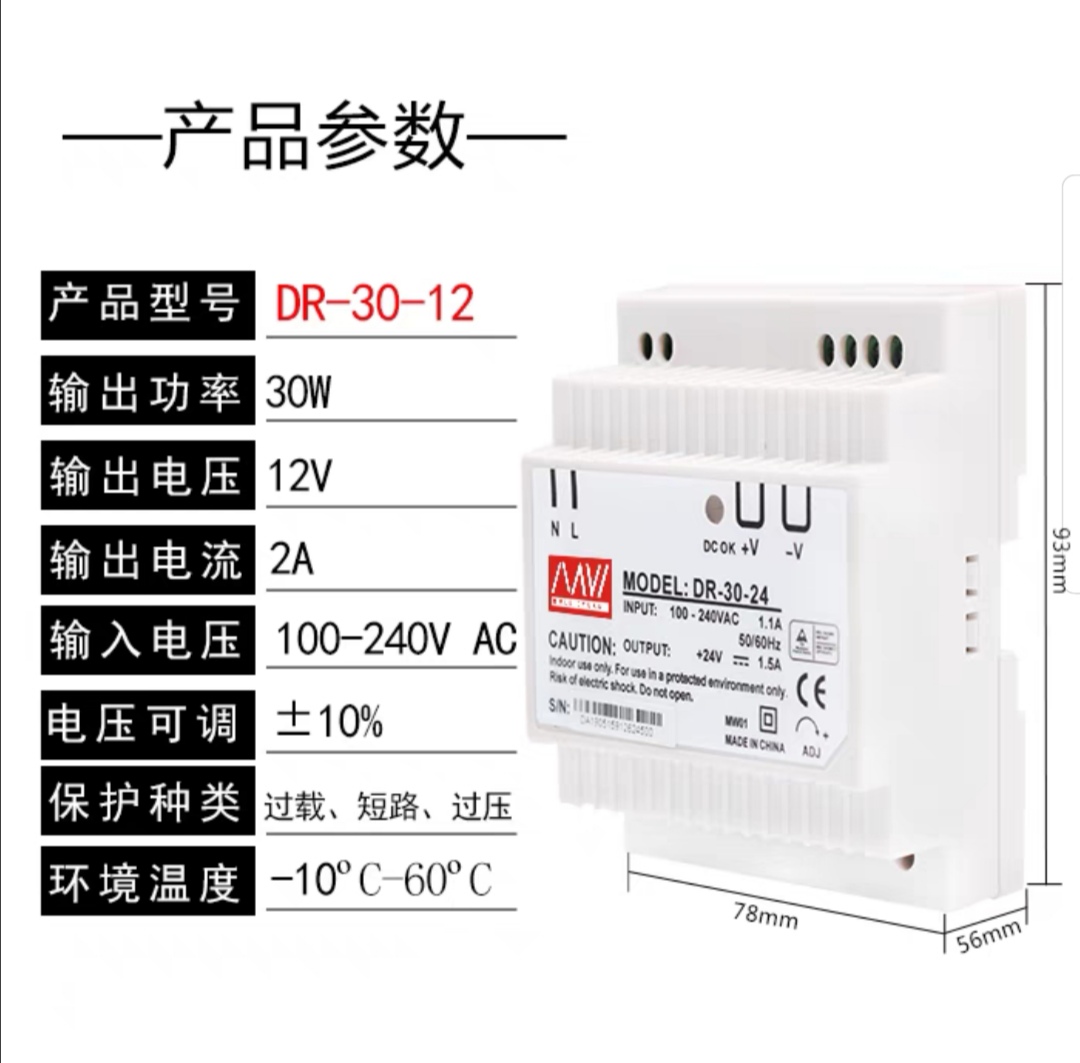 产品参数
产品型号 DR-30-12
输出功率 30W
输出电压 12V
输出电流 2A
输入电压 100-240V AC
电压可调 ±10%
保护种类 过载、短路、过压
环境温度 -10°C-60°C
N L
DC OK +V -V
MW
MODEL: DR-30-24
INPUT: 100 - 240VAC 1.1A
50/60Hz
CAUTION: OUTPUT: +24V 1.5A
Indoor use only. For use in a protected environment only.
Risk of electric shock. Do not open.
S/N:
CE
MW01
MADE IN CHINA
ADJ +
93mm
78mm
56mm